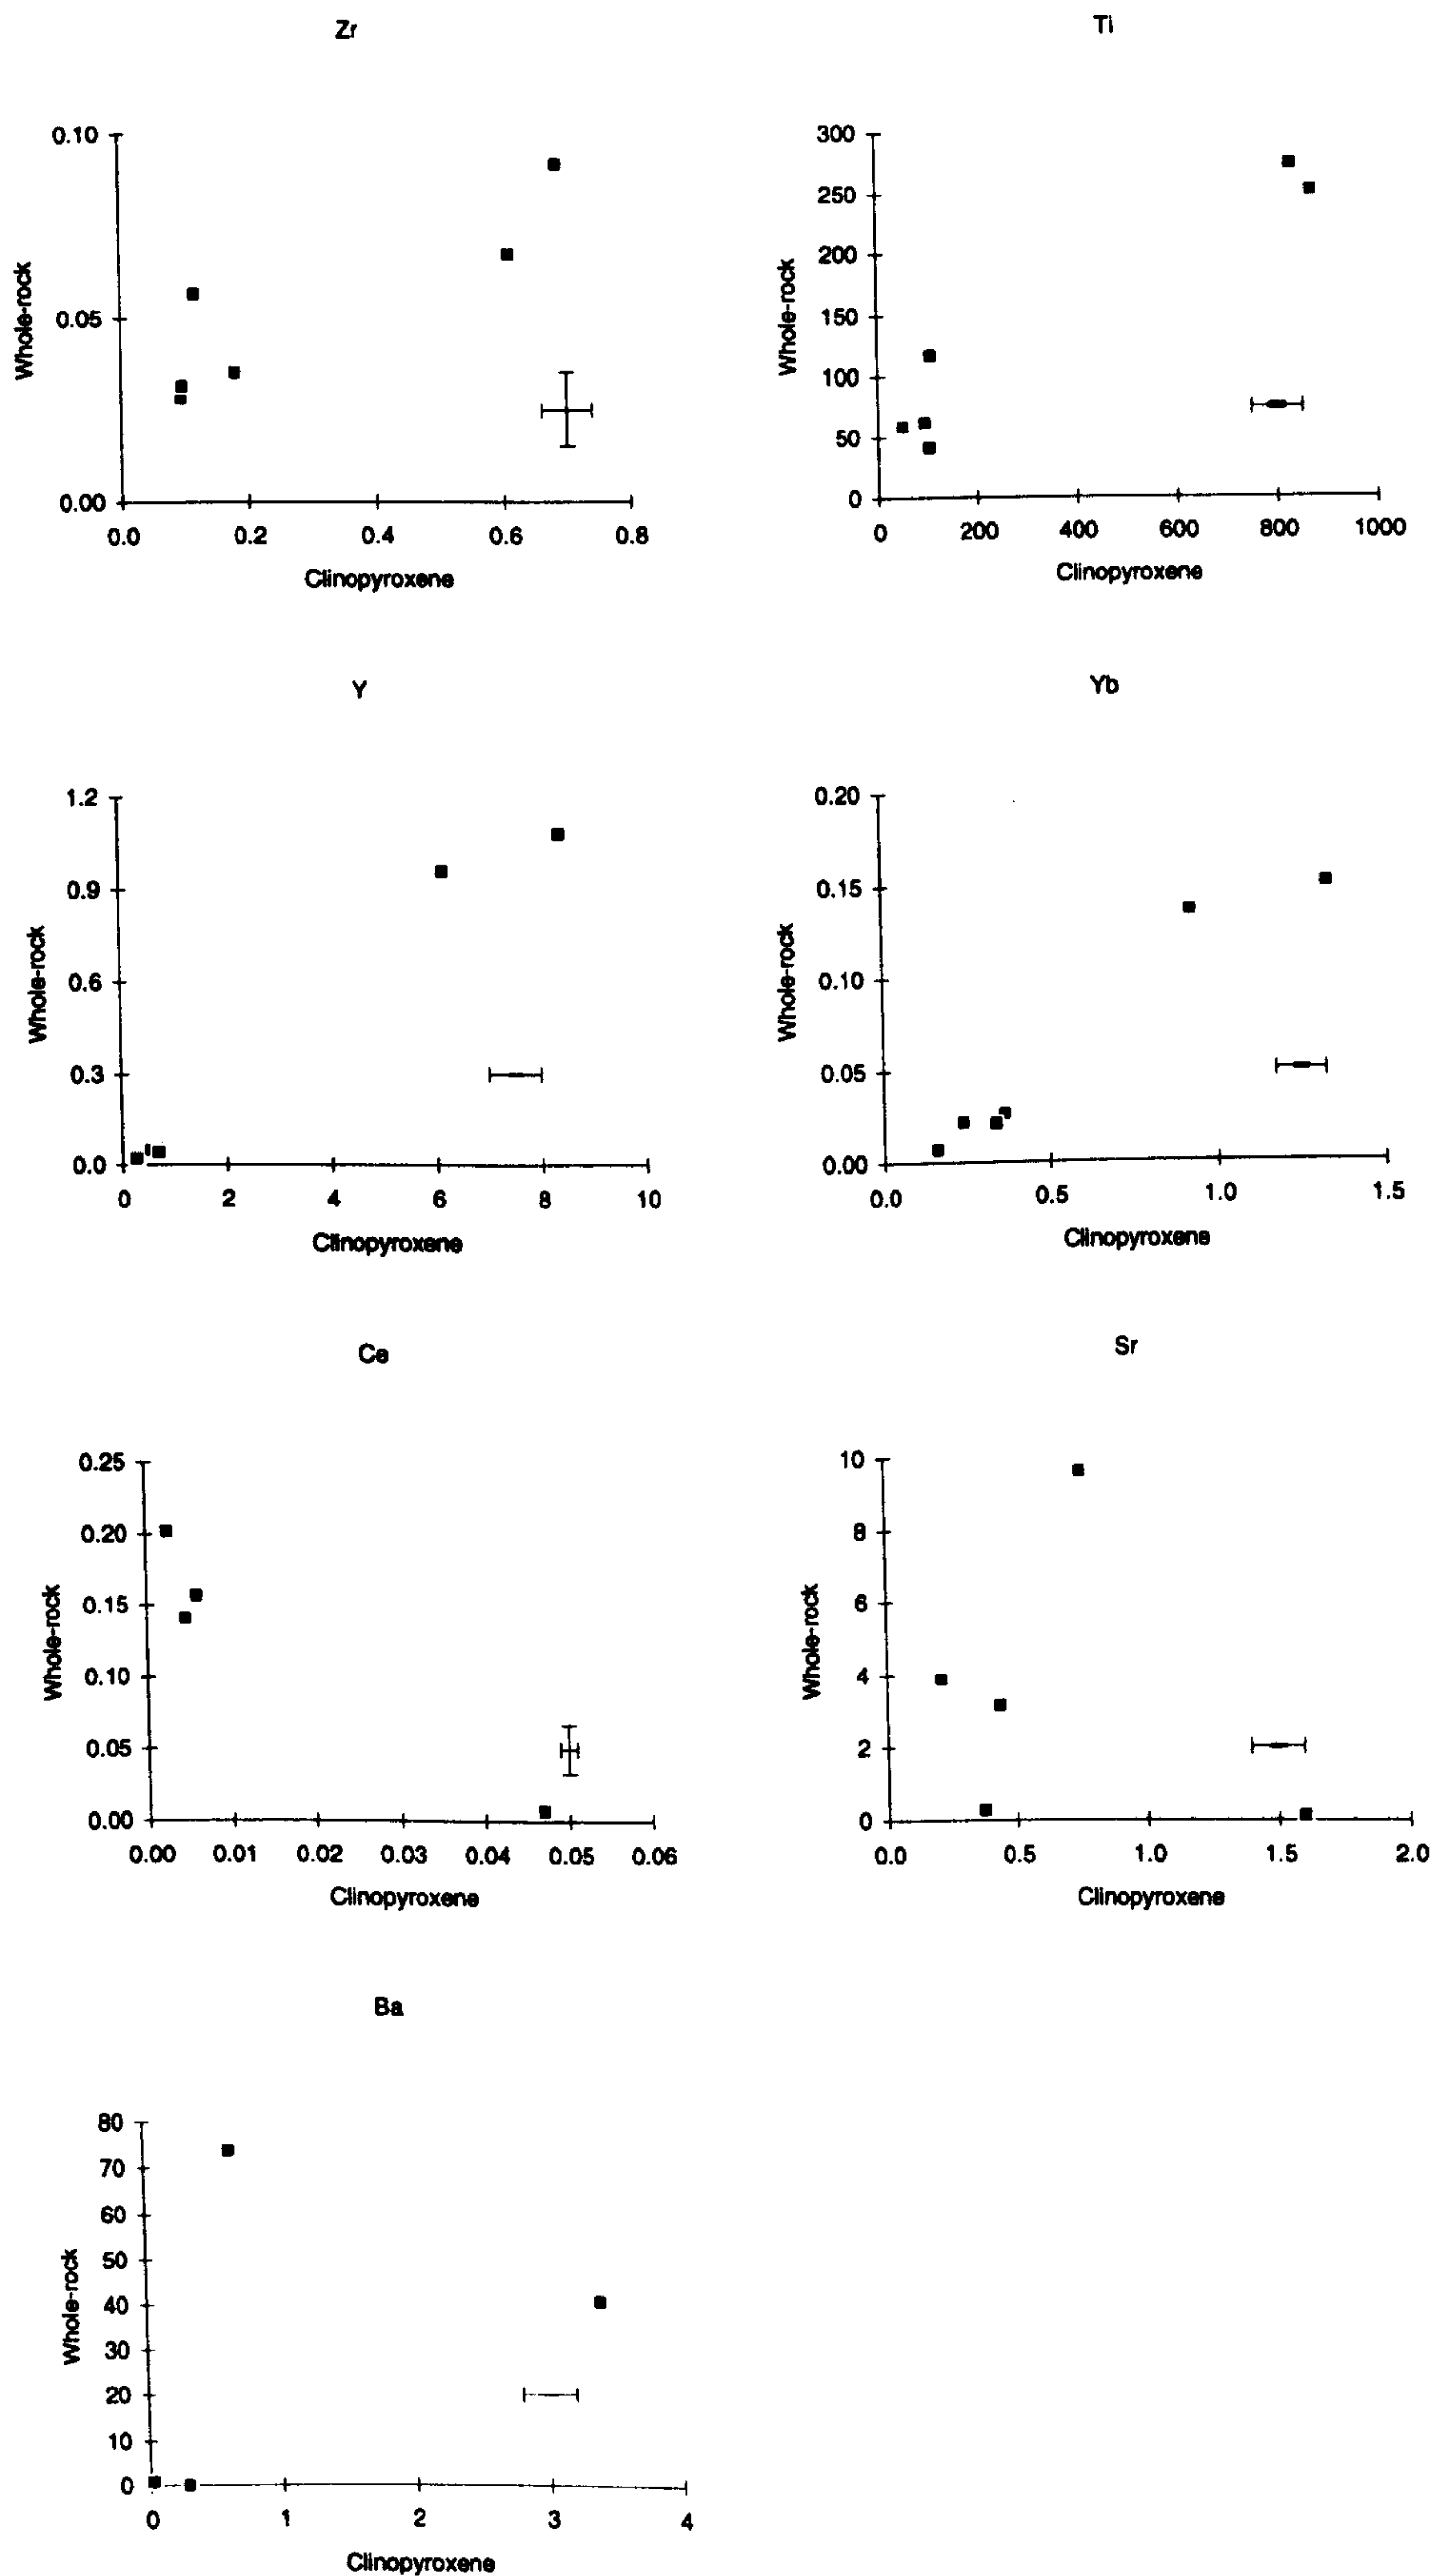 Zr
0.10
0.05
0.00
Whole-rock
0.0 0.2 0.4 0.6 0.8
Clinopyroxene
Ti
300
250
200
150
100
50
0
Whole-rock
0 200 400 600 800 1000
Clinopyroxene
Y
1.2
0.9
0.6
0.3
0.0
Whole-rock
0 2 4 6 8 10
Clinopyroxene
Yb
0.20
0.15
0.10
0.05
0.00
Whole-rock
0.0 0.5 1.0 1.5
Clinopyroxene
Ce
0.25
0.20
0.15
0.10
0.05
0.00
Whole-rock
0.00 0.01 0.02 0.03 0.04 0.05 0.06
Clinopyroxene
Sr
10
8
6
4
2
0
Whole-rock
0.0 0.5 1.0 1.5 2.0
Clinopyroxene
Ba
80
70
60
50
40
30
20
10
0
Whole-rock
0 1 2 3 4
Clinopyroxene